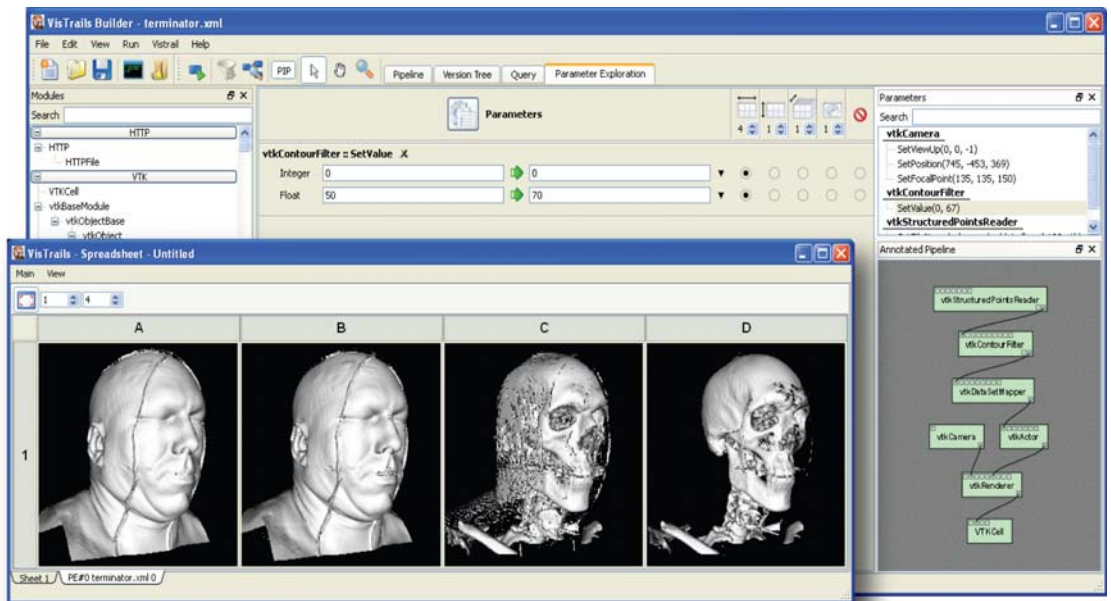 VisTrails Builder - terminator.xml
File Edit View Run Vistrail Help
PIP Pipeline Version Tree Query Parameter Exploration
Modules
Search
HTTP
HTTP
HTTPFile
VTK
VTKCell
vtkBaseModule
vtkObjectBase
vtkObject
Parameters
4 1 1 1
vtkContourFilter :: SetValue X
Integer 0 0
Float 50 70
Parameters
Search
vtkCamera
SetViewUp(0, 0, -1)
SetPosition(745, -453, 369)
SetFocalPoint(135, 135, 150)
vtkContourFilter
SetValue(0, 67)
vtkStructuredPointsReader
Annotated Pipeline
vtkStructuredPointsReader
vtkContourFilter
vtkDataSetMapper
vtkCamera vtkActor
vtkRenderer
VTKCell
VisTrails - Spreadsheet - Untitled
Main View
1 4
A B C D
1
Sheet 1 PE#0 terminator.xml 0